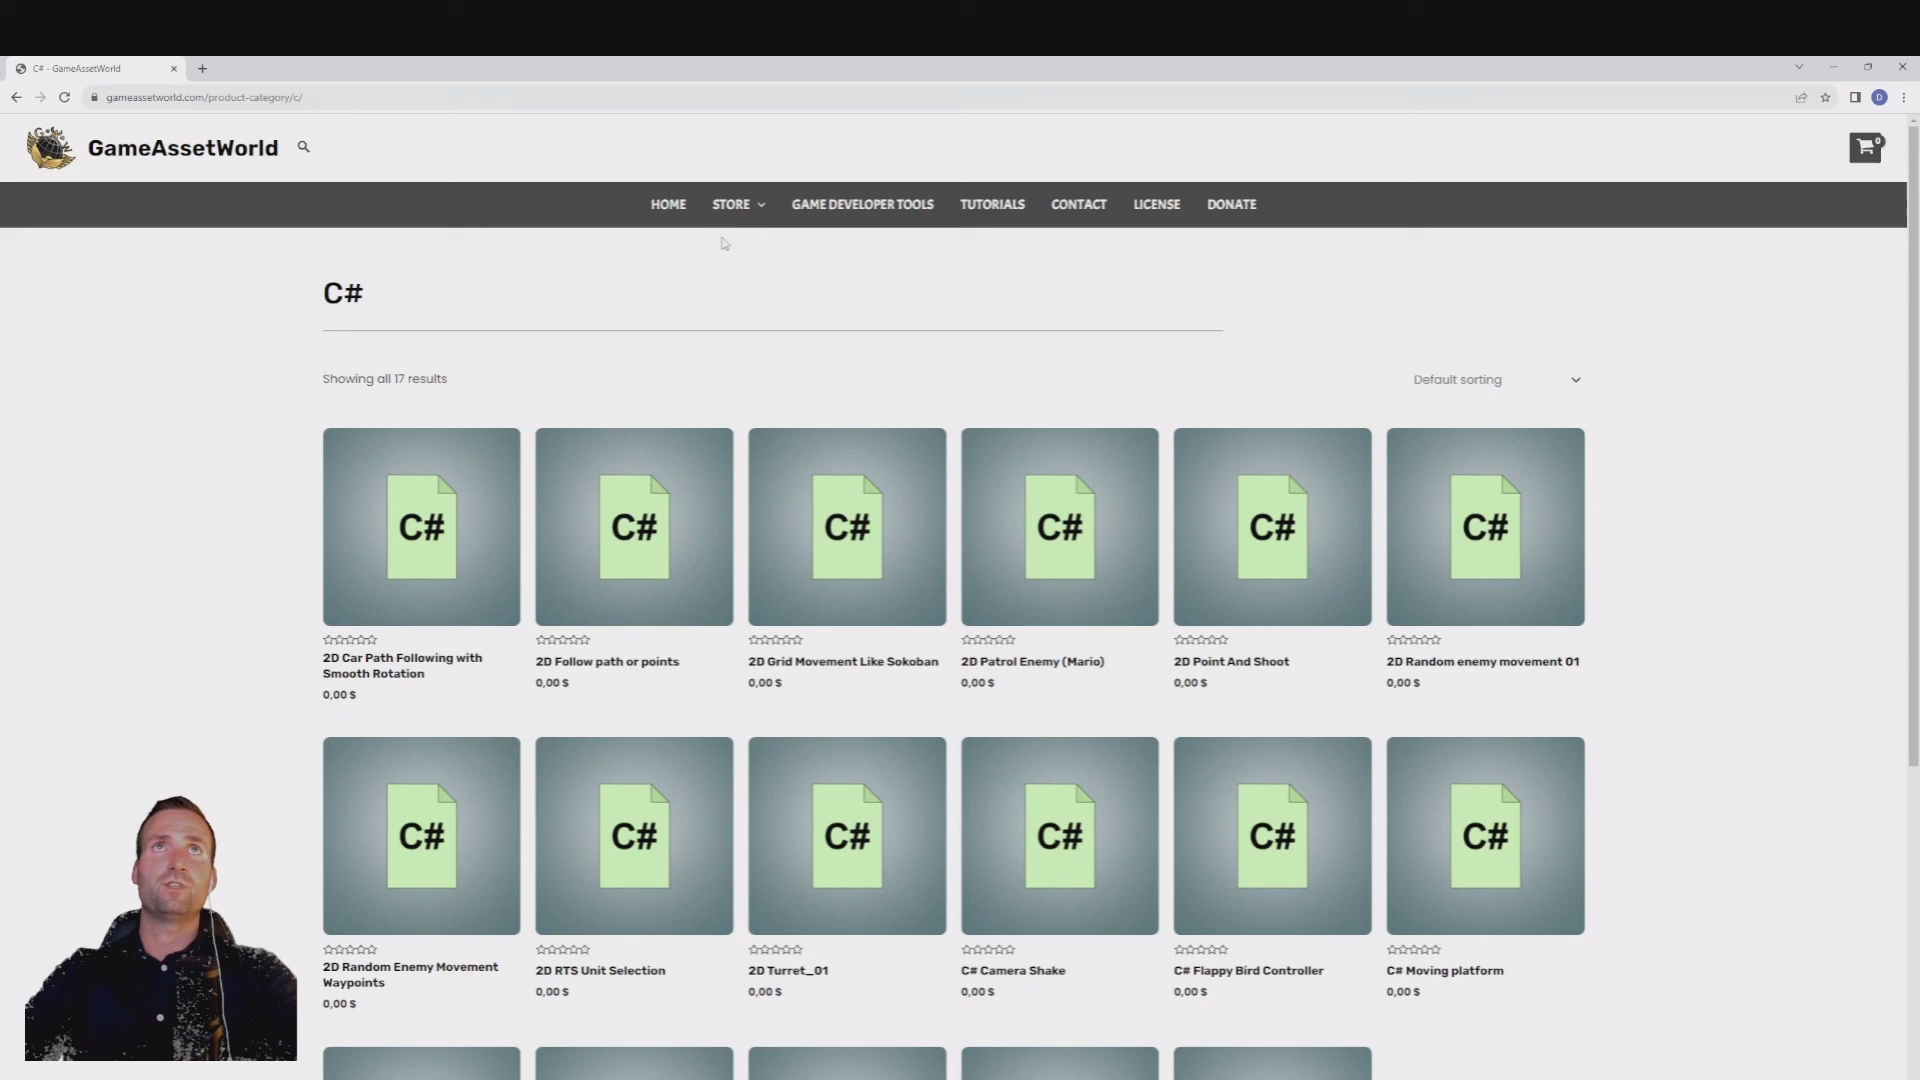 C# - GameAssetWorld
gameassetworld.com/product-category/c/
D
GameAssetWorld
0
HOME STORE GAME DEVELOPER TOOLS TUTORIALS CONTACT LICENSE DONATE
C#
Showing all 17 results
Default sorting
C# C# C# C# C# C#
2D Car Path Following with
Smooth Rotation
0,00 $
2D Follow path or points
0,00 $
2D Grid Movement Like Sokoban
0,00 $
2D Patrol Enemy (Mario)
0,00 $
2D Point And Shoot
0,00 $
2D Random enemy movement 01
0,00 $
C# C# C# C# C# C#
2D Random Enemy Movement
Waypoints
0,00 $
2D RTS Unit Selection
0,00 $
2D Turret_01
0,00 $
C# Camera Shake
0,00 $
C# Flappy Bird Controller
0,00 $
C# Moving platform
0,00 $